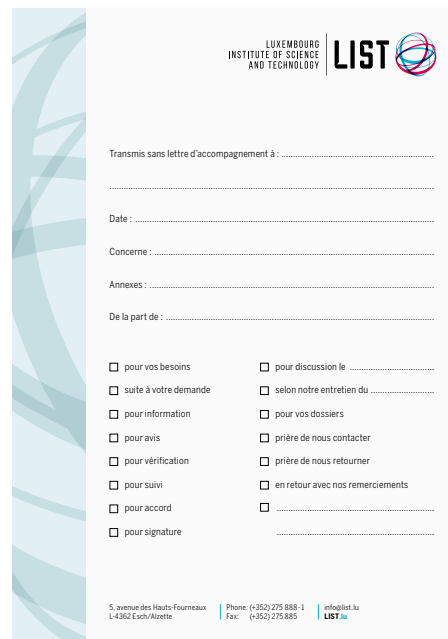 LUXEMBOURG
INSTITUTE OF SCIENCE
AND TECHNOLOGY
LIST
Transmis sans lettre d'accompagnement à : ........................................................
........................................................................................................................
Date : ........................................................................................................
Concerne : .................................................................................................
Annexes : ...................................................................................................
De la part de : .............................................................................................
☐ pour vos besoins
☐ suite à votre demande
☐ pour information
☐ pour avis
☐ pour vérification
☐ pour suivi
☐ pour accord
☐ pour signature
☐ pour discussion le ...............................
☐ selon notre entretien du .......................
☐ pour vos dossiers
☐ prière de nous contacter
☐ prière de nous retourner
☐ en retour avec nos remerciements
☐ ..........................................................
..........................................................
5, avenue des Hauts-Fourneaux
L-4362 Esch/Alzette
Phone: (+352) 275 888-1
Fax: (+352) 275 885
info@list.lu
LIST.lu